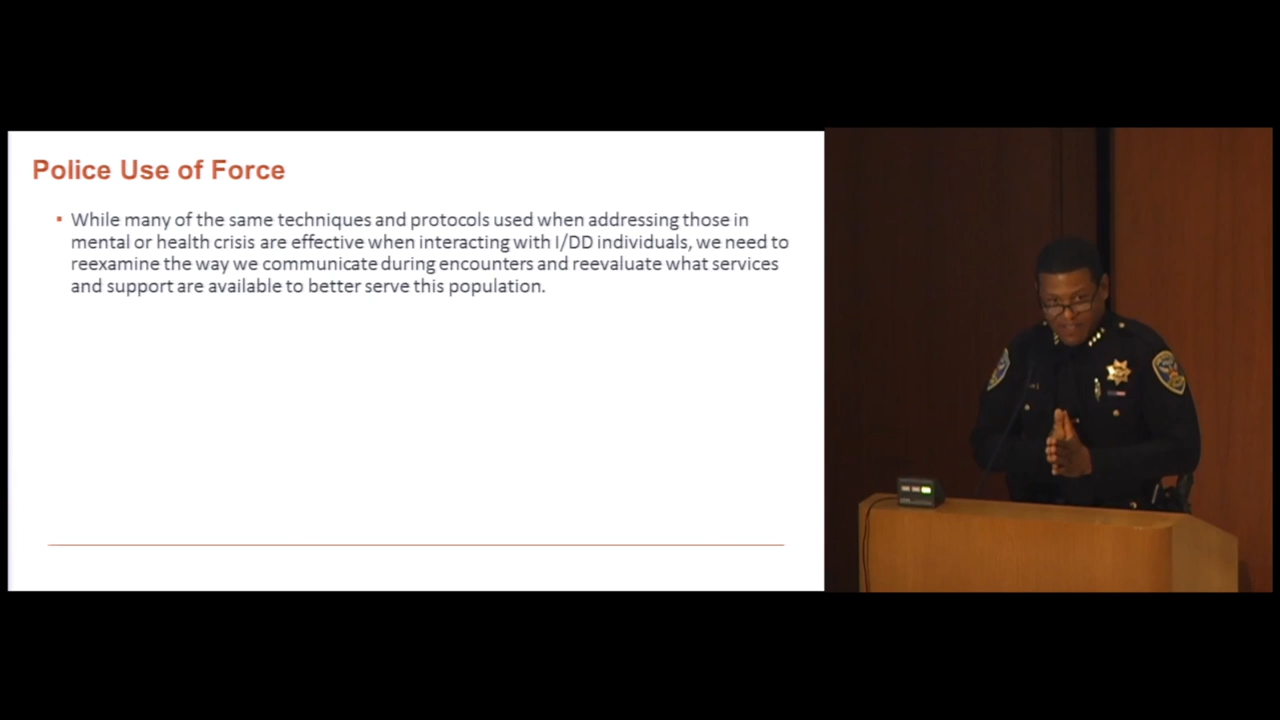 Police Use of Force
▪ While many of the same techniques and protocols used when addressing those in
mental or health crisis are effective when interacting with I/DD individuals, we need to
reexamine the way we communicate during encounters and reevaluate what services
and support are available to better serve this population.